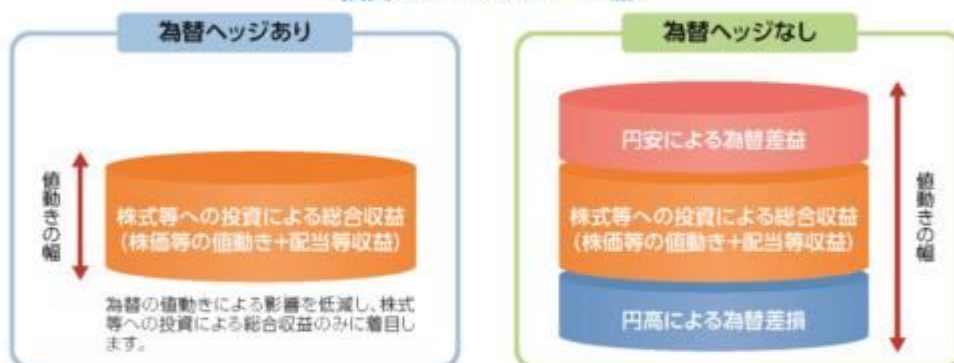 為替ヘッジあり
値動きの幅
株式等への投資による総合収益
(株価等の値動き+配当等収益)
為替の値動きによる影響を低減し、株式
等への投資による総合収益のみに着目し
ます。
為替ヘッジなし
円安による為替差益
株式等への投資による総合収益
(株価等の値動き+配当等収益)
円高による為替差損
値動きの幅